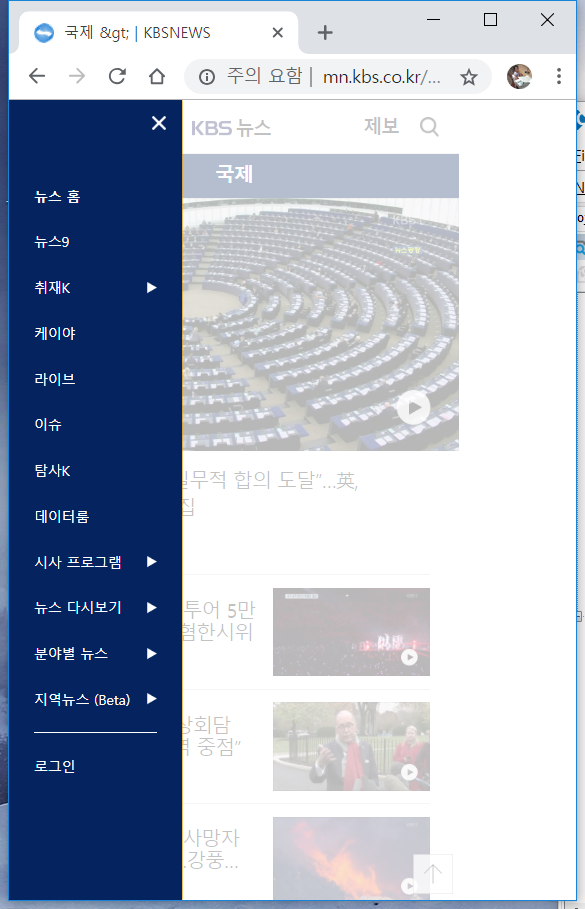 국제 &gt; | KBSNEWS
주의 요함 | mn.kbs.co.kr/...
KBS 뉴스
제보
국제
뉴스 홈
뉴스9
취재K
케이야
라이브
이슈
탐사K
데이터룸
시사 프로그램
뉴스 다시보기
분야별 뉴스
지역뉴스 (Beta)
로그인
KBS
실무적 합의 도달”…英,
집
투어 5만
험한시위
상회담
중점”
사망자
강풍…